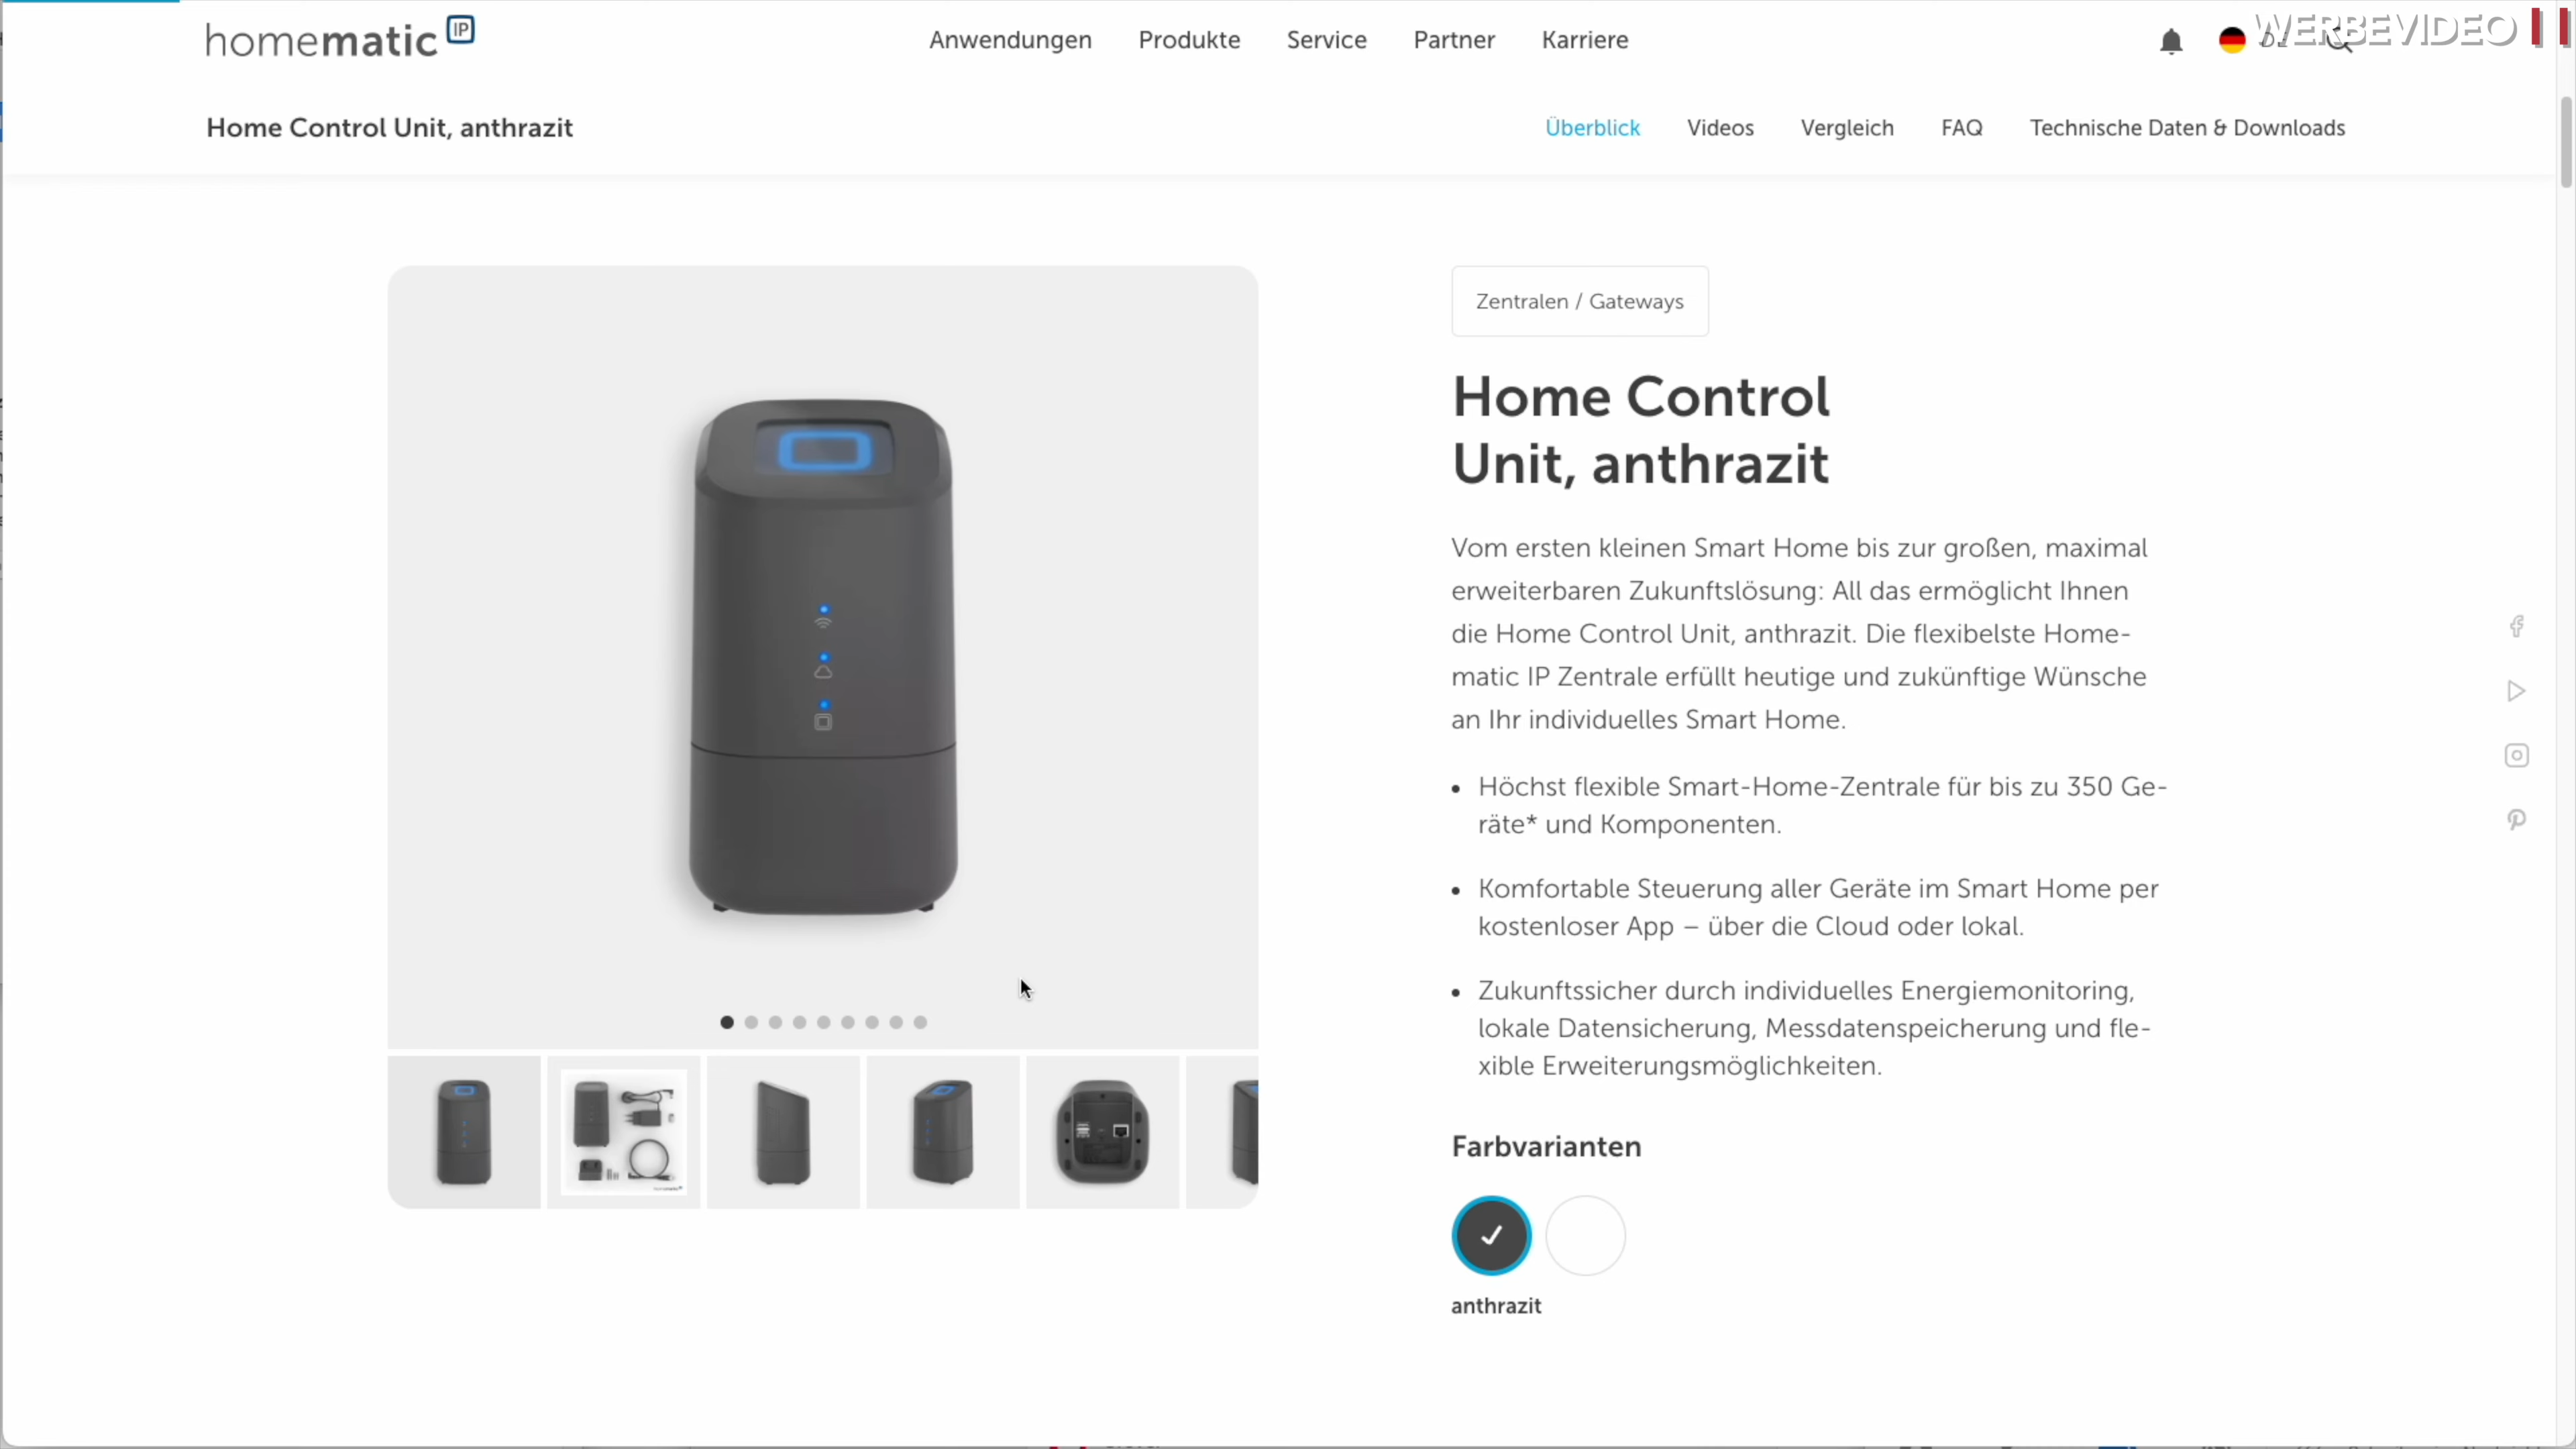 homematic IP
Anwendungen
Produkte
Service
Partner
Karriere
WERBEVIDEO
Home Control Unit, anthrazit
Überblick
Videos
Vergleich
FAQ
Technische Daten & Downloads
Zentralen / Gateways
Home Control
Unit, anthrazit
Vom ersten kleinen Smart Home bis zur großen, maximal
erweiterbaren Zukunftslösung: All das ermöglicht Ihnen
die Home Control Unit, anthrazit. Die flexibelste Home-
matic IP Zentrale erfüllt heutige und zukünftige Wünsche
an Ihr individuelles Smart Home.
• Höchst flexible Smart-Home-Zentrale für bis zu 350 Ge-
räte* und Komponenten.
• Komfortable Steuerung aller Geräte im Smart Home per
kostenloser App – über die Cloud oder lokal.
• Zukunftssicher durch individuelles Energiemonitoring,
lokale Datensicherung, Messdatenspeicherung und fle-
xible Erweiterungsmöglichkeiten.
Farbvarianten
anthrazit